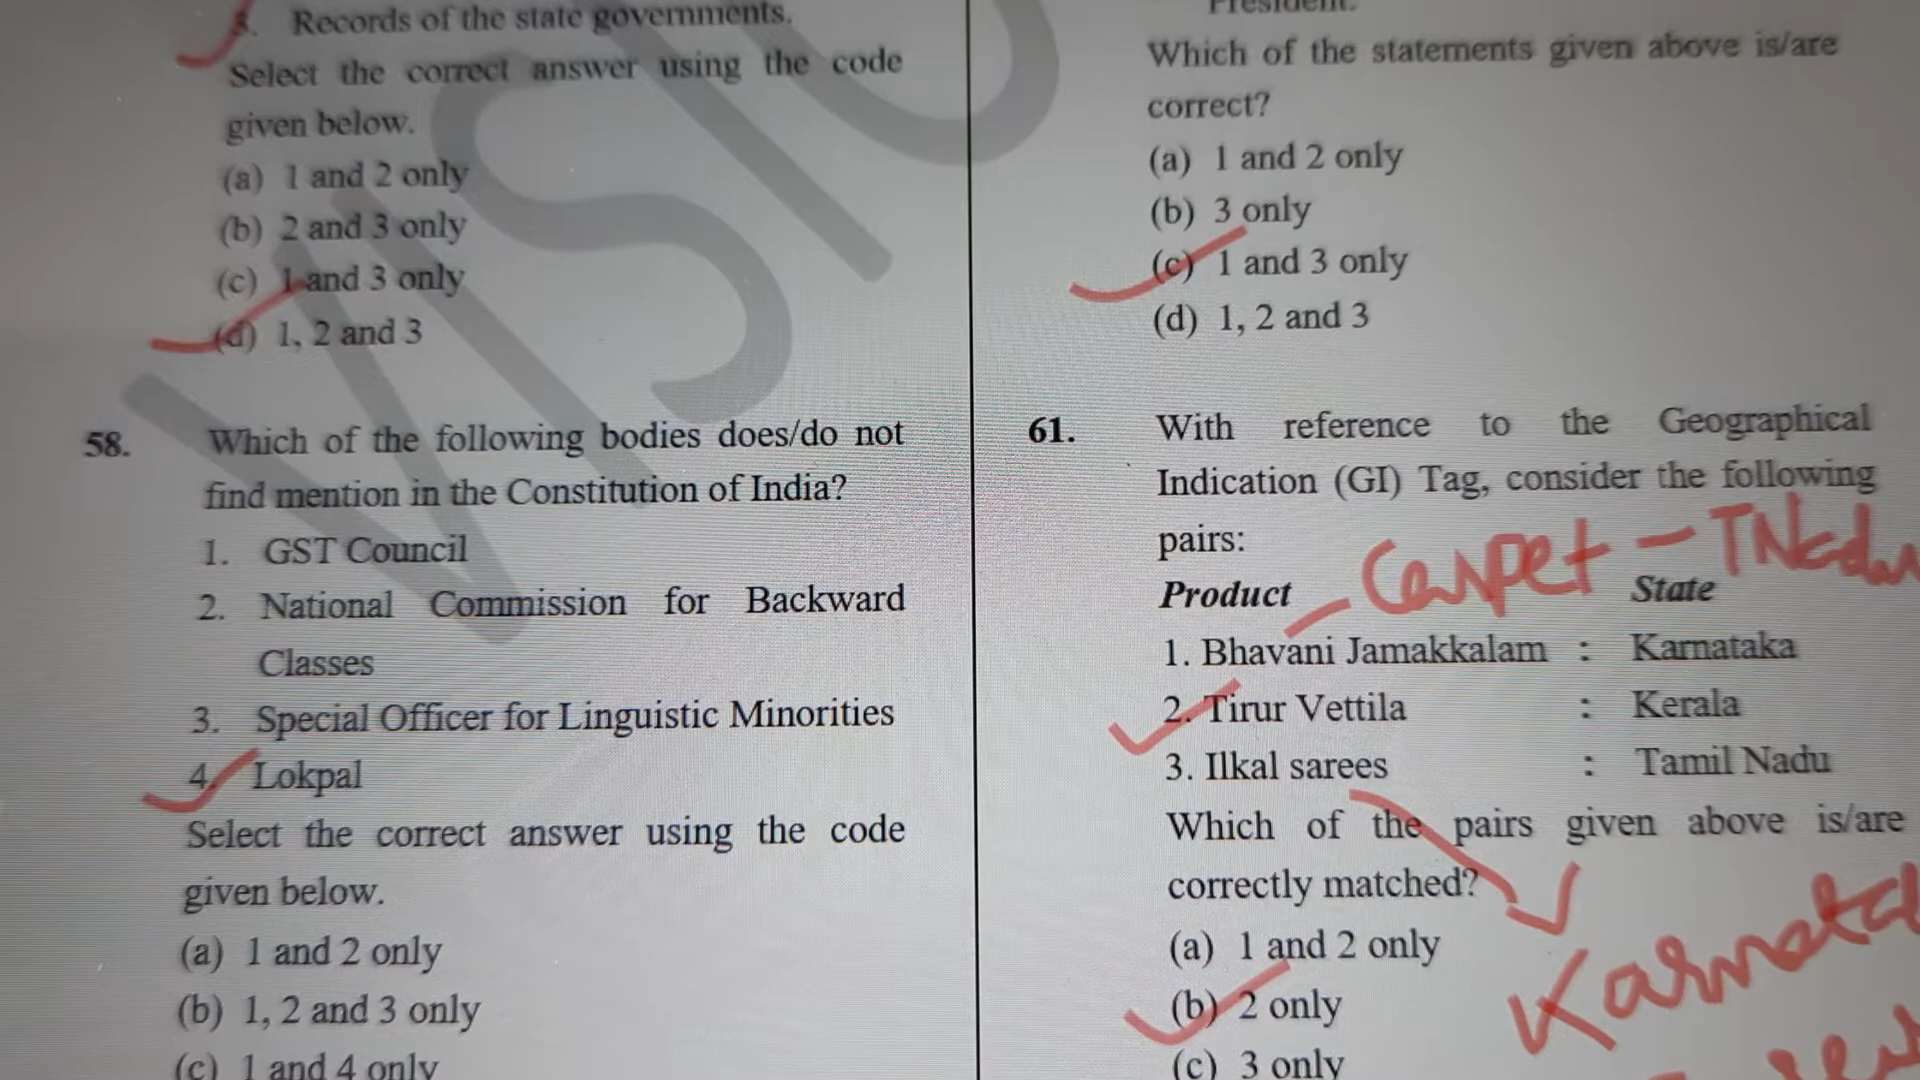 3. Records of the state governments.
Select the correct answer using the code
given below.
(a) 1 and 2 only
(b) 2 and 3 only
(c) 1 and 3 only
(d) 1, 2 and 3
58. Which of the following bodies does/do not
find mention in the Constitution of India?
1. GST Council
2. National Commission for Backward
Classes
3. Special Officer for Linguistic Minorities
4. Lokpal
Select the correct answer using the code
given below.
(a) 1 and 2 only
(b) 1, 2 and 3 only
(c) 1 and 4 only
President.
Which of the statements given above is/are
correct?
(a) 1 and 2 only
(b) 3 only
(c) 1 and 3 only
(d) 1, 2 and 3
61. With reference to the Geographical
Indication (GI) Tag, consider the following
pairs:
Carpet - TNadu
Product State
1. Bhavani Jamakkalam : Karnataka
2. Tirur Vettila : Kerala
3. Ilkal sarees : Tamil Nadu
Which of the pairs given above is/are
correctly matched?
(a) 1 and 2 only
(b) 2 only
Karnata
(c) 3 only
VISIO